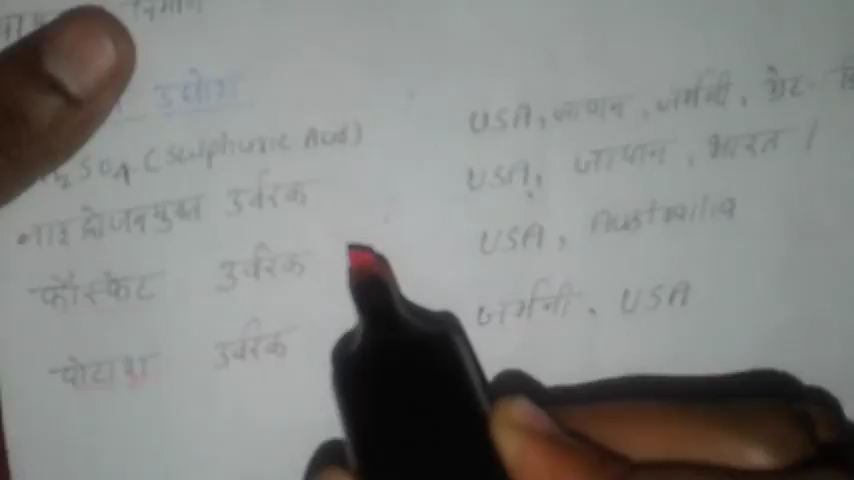 निर्माण
उद्योग
H₂SO₄ (Sulphuric Acid) USA, जापान, जर्मनी, ग्रेट-
नाइट्रोजनयुक्त उर्वरक USA, जापान, भारत ।
फॉस्फेट उर्वरक USA, Australia
पोटाश उर्वरक जर्मनी, USA